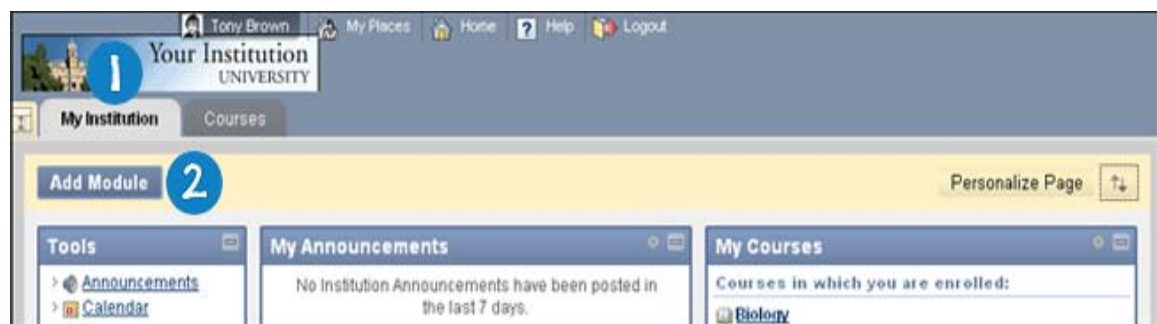 Tony Brown My Places Home ? Help Logout
Your Institution
UNIVERSITY
1
My Institution Courses
Add Module 2 Personalize Page
Tools My Announcements My Courses
Announcements No Institution Announcements have been posted in Courses in which you are enrolled:
Calendar the last 7 days. Biology